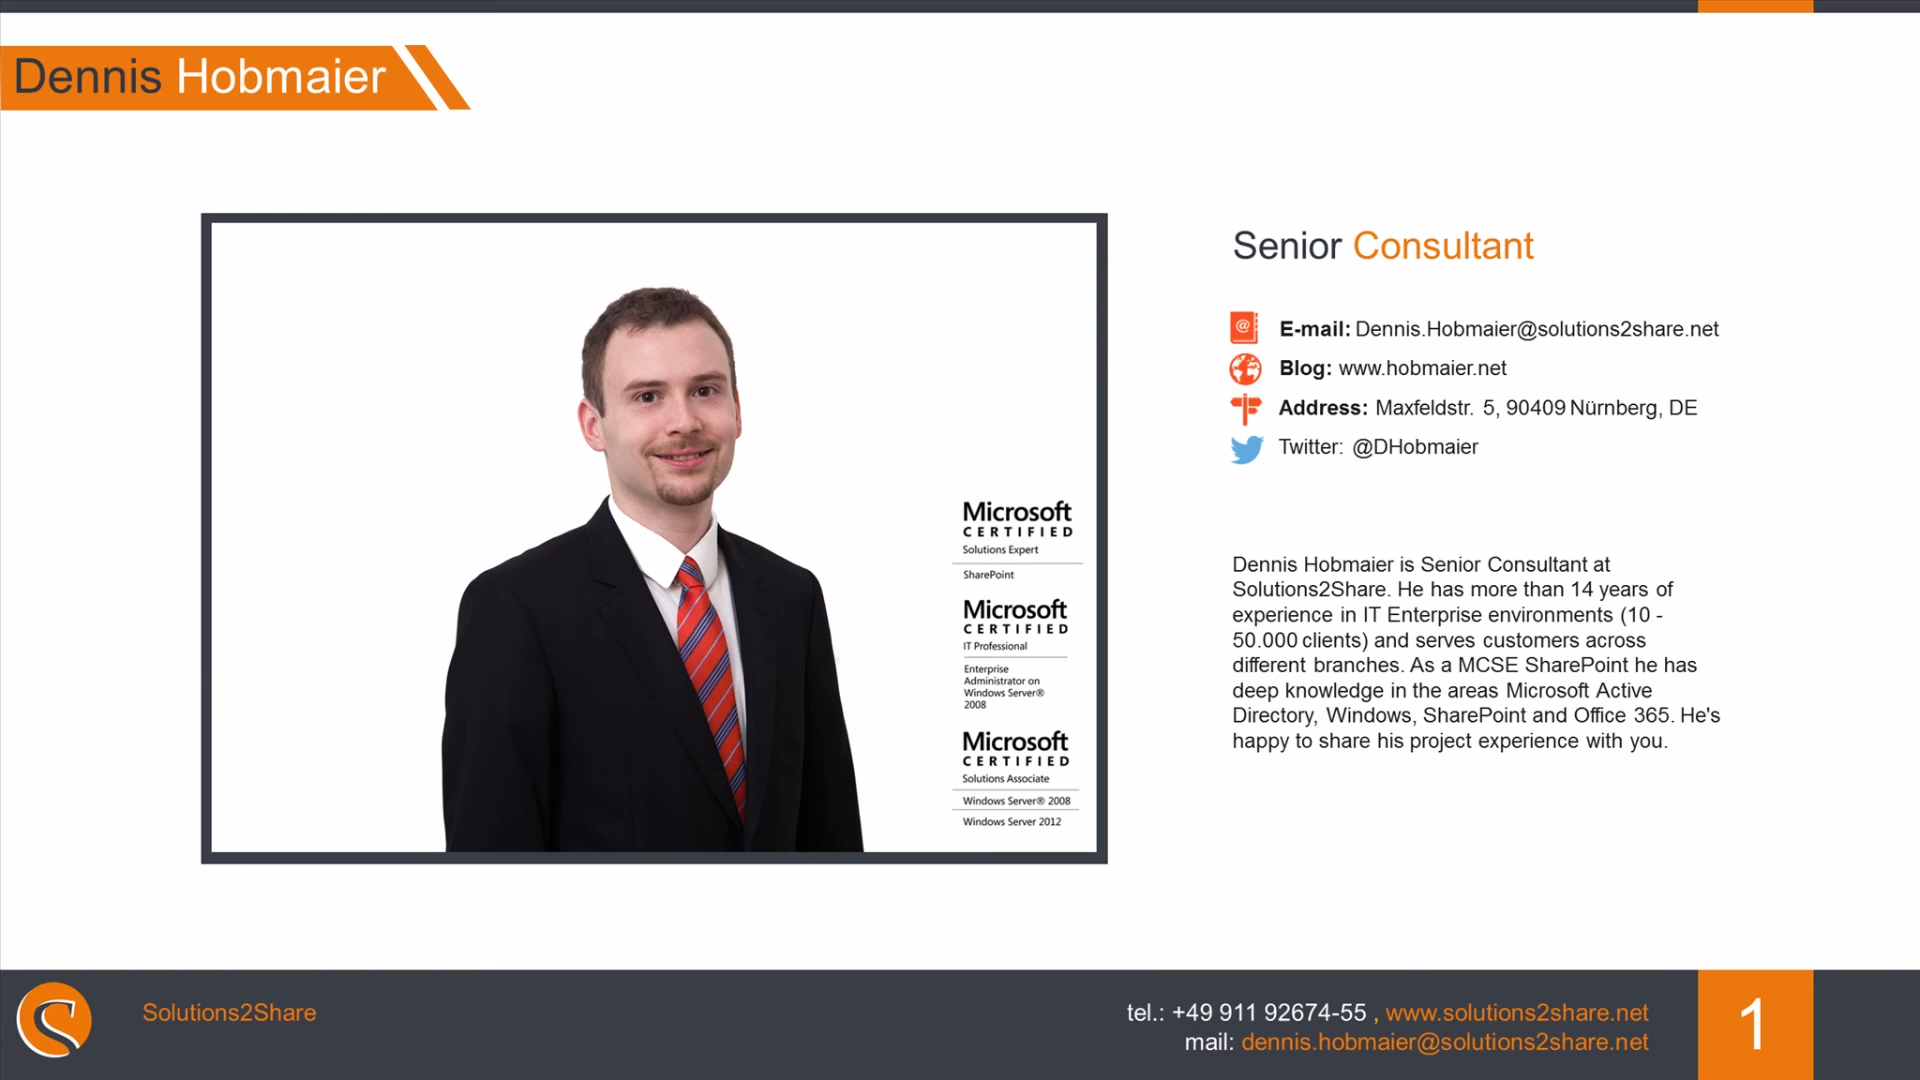 Dennis Hobmaier
Senior Consultant
E-mail: Dennis.Hobmaier@solutions2share.net
Blog: www.hobmaier.net
Address: Maxfeldstr. 5, 90409 Nürnberg, DE
Twitter: @DHobmaier
Microsoft
CERTIFIED
Solutions Expert
SharePoint
Microsoft
CERTIFIED
IT Professional
Enterprise
Administrator on
Windows Server®
2008
Microsoft
CERTIFIED
Solutions Associate
Windows Server® 2008
Windows Server 2012
Dennis Hobmaier is Senior Consultant at
Solutions2Share. He has more than 14 years of
experience in IT Enterprise environments (10 -
50.000 clients) and serves customers across
different branches. As a MCSE SharePoint he has
deep knowledge in the areas Microsoft Active
Directory, Windows, SharePoint and Office 365. He's
happy to share his project experience with you.
Solutions2Share
tel.: +49 911 92674-55 , www.solutions2share.net
mail: dennis.hobmaier@solutions2share.net
1